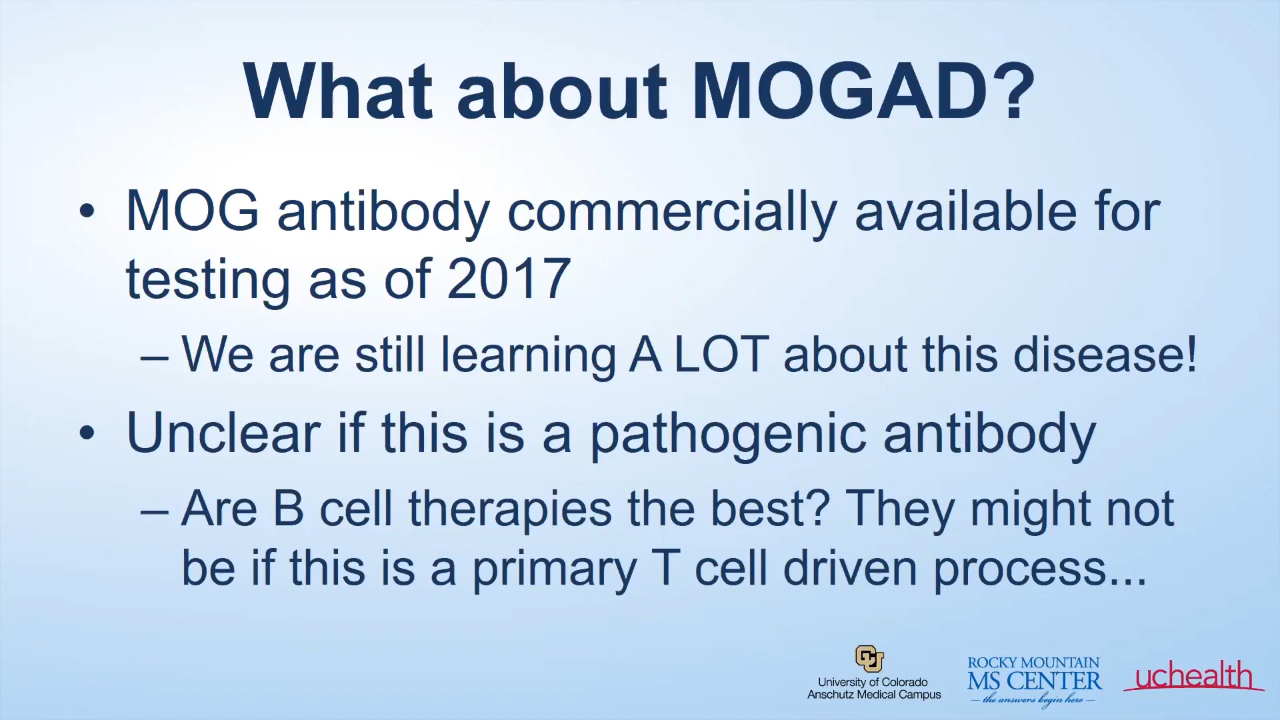 What about MOGAD?
• MOG antibody commercially available for
testing as of 2017
– We are still learning A LOT about this disease!
• Unclear if this is a pathogenic antibody
– Are B cell therapies the best? They might not
be if this is a primary T cell driven process...
CU
University of Colorado
Anschutz Medical Campus
ROCKY MOUNTAIN
MS CENTER
– the answers begin here –
uchealth